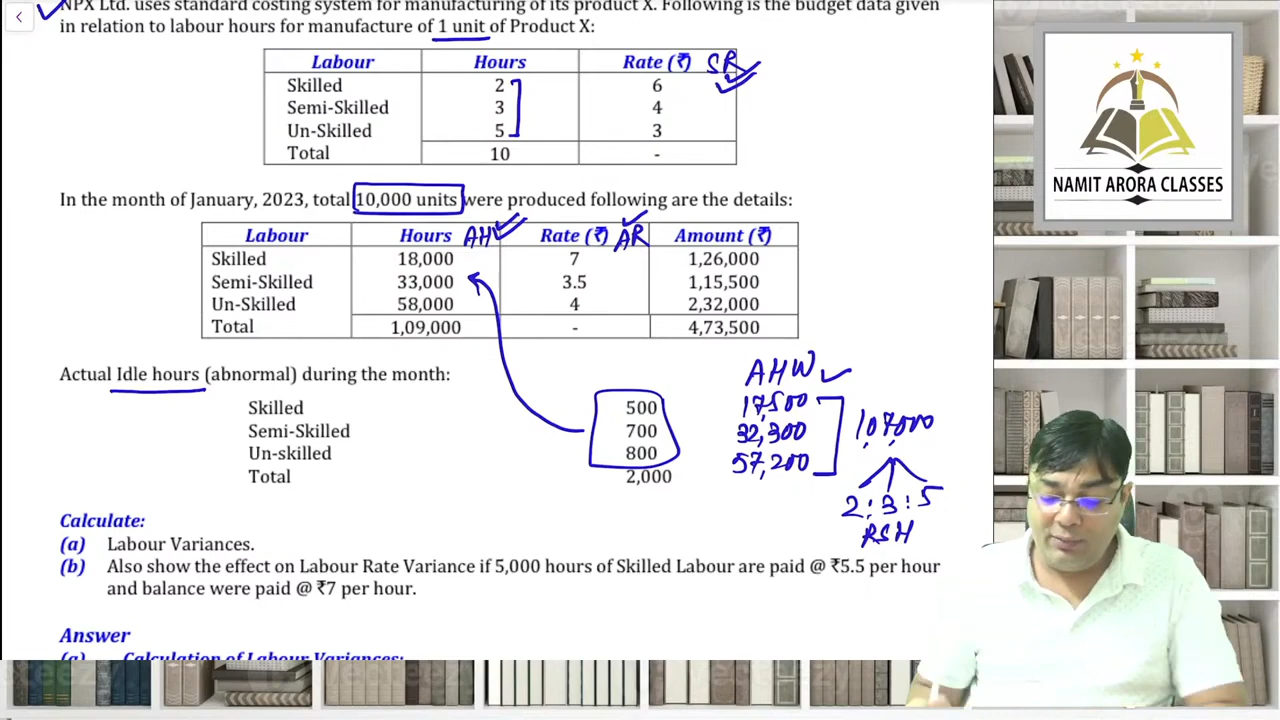 NPX Ltd. uses standard costing system for manufacturing of its product X. Following is the budget data given
in relation to labour hours for manufacture of 1 unit of Product X:
Labour Hours Rate (₹) SR
Skilled 2 6
Semi-Skilled 3 4
Un-Skilled 5 3
Total 10 -
In the month of January, 2023, total 10,000 units were produced following are the details:
Labour Hours AH Rate (₹) AR Amount (₹)
Skilled 18,000 7 1,26,000
Semi-Skilled 33,000 3.5 1,15,500
Un-Skilled 58,000 4 2,32,000
Total 1,09,000 - 4,73,500
Actual Idle hours (abnormal) during the month:
Skilled 500
Semi-Skilled 700
Un-skilled 800
Total 2,000
AHW
17,500
32,300
57,200
1,07,000
2:3:5
RSH
Calculate:
(a) Labour Variances.
(b) Also show the effect on Labour Rate Variance if 5,000 hours of Skilled Labour are paid @ ₹5.5 per hour
and balance were paid @ ₹7 per hour.
Answer
(a) Calculation of Labour Variances:
NAMIT ARORA CLASSES